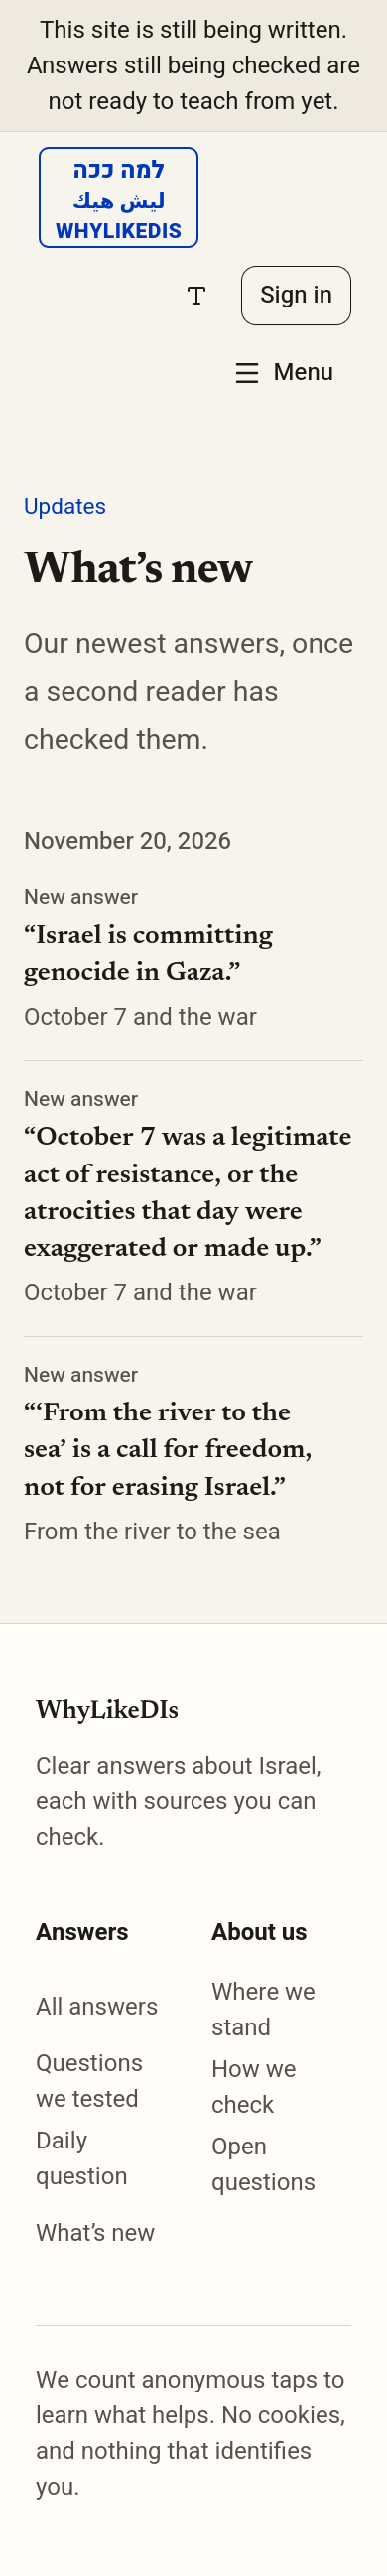 This site is still being written.
Answers still being checked are
not ready to teach from yet.
למה ככה
ليش هيك
WHYLIKEDIS
Sign in
Menu
Updates
What’s new
Our newest answers, once
a second reader has
checked them.
November 20, 2026
New answer
“Israel is committing
genocide in Gaza.”
October 7 and the war
New answer
“October 7 was a legitimate
act of resistance, or the
atrocities that day were
exaggerated or made up.”
October 7 and the war
New answer
“‘From the river to the
sea’ is a call for freedom,
not for erasing Israel.”
From the river to the sea
WhyLikeDIs
Clear answers about Israel,
each with sources you can
check.
Answers
All answers
Questions
we tested
Daily
question
What’s new
About us
Where we
stand
How we
check
Open
questions
We count anonymous taps to
learn what helps. No cookies,
and nothing that identifies
you.